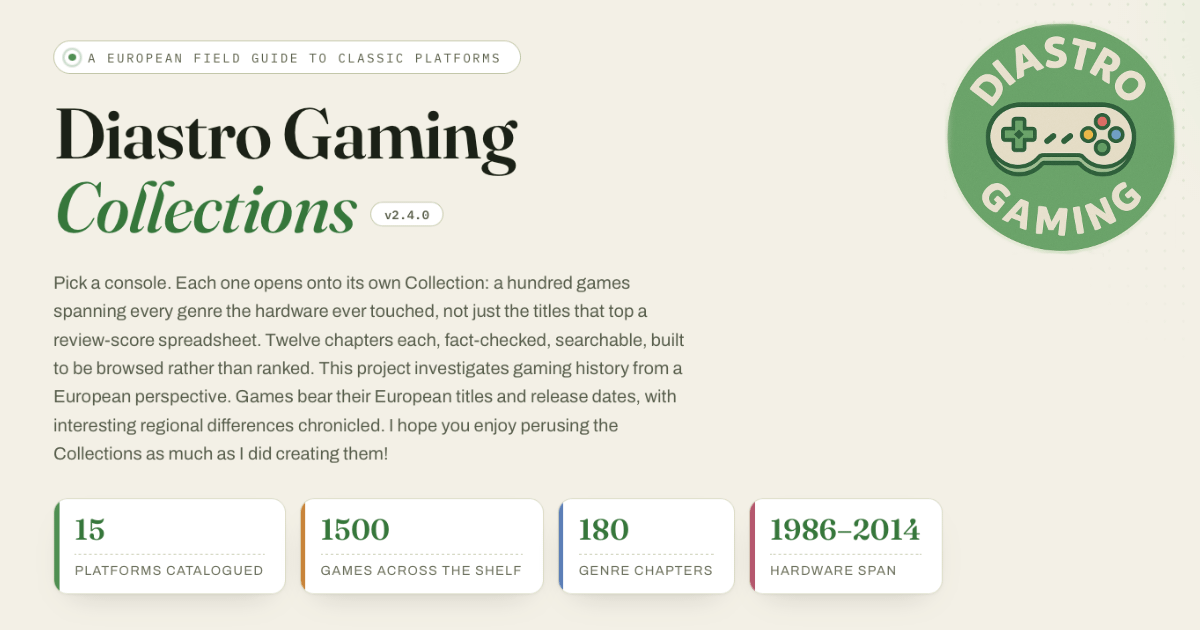 A EUROPEAN FIELD GUIDE TO CLASSIC PLATFORMS
DIASTRO
GAMING
Diastro Gaming
Collections v2.4.0
Pick a console. Each one opens onto its own Collection: a hundred games
spanning every genre the hardware ever touched, not just the titles that top a
review-score spreadsheet. Twelve chapters each, fact-checked, searchable, built
to be browsed rather than ranked. This project investigates gaming history from a
European perspective. Games bear their European titles and release dates, with
interesting regional differences chronicled. I hope you enjoy perusing the
Collections as much as I did creating them!
15
PLATFORMS CATALOGUED
1500
GAMES ACROSS THE SHELF
180
GENRE CHAPTERS
1986–2014
HARDWARE SPAN